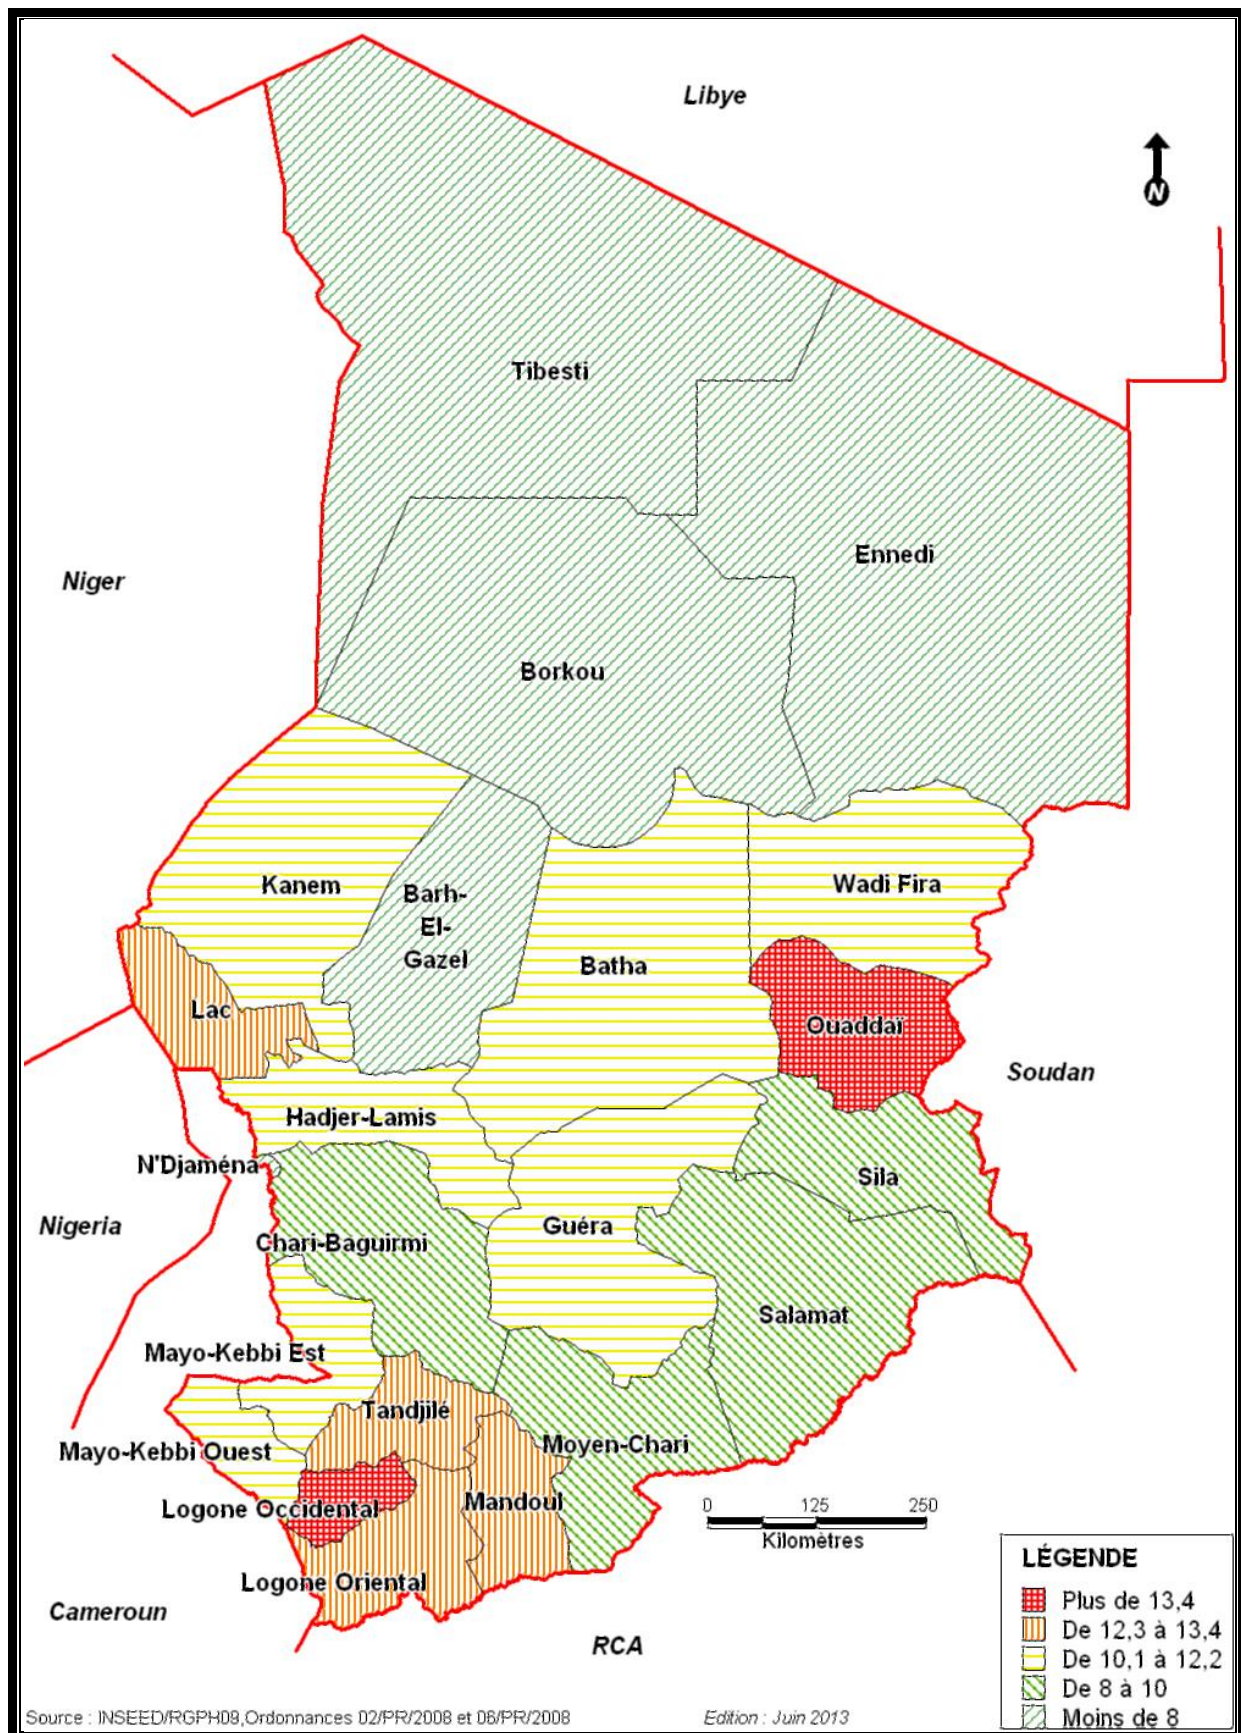 Libye
N
Tibesti
Ennedi
Niger
Borkou
Kanem
Barh-
El-
Gazel
Wadi Fira
Batha
Lac
Ouaddaï
Soudan
Hadjer-Lamis
N'Djaména
Sila
Nigeria
Guéra
Chari-Baguirmi
Salamat
Mayo-Kebbi Est
Tandjilé
Moyen-Chari
Mayo-Kebbi Ouest
Mandoul
Logone Occidental
0 125 250
Kilomètres
Logone Oriental
Cameroun
RCA
LÉGENDE
Plus de 13,4
De 12,3 à 13,4
De 10,1 à 12,2
De 8 à 10
Moins de 8
Source : INSEED/RGPH09,Ordonnances 02/PR/2008 et 06/PR/2008
Edition : Juin 2013